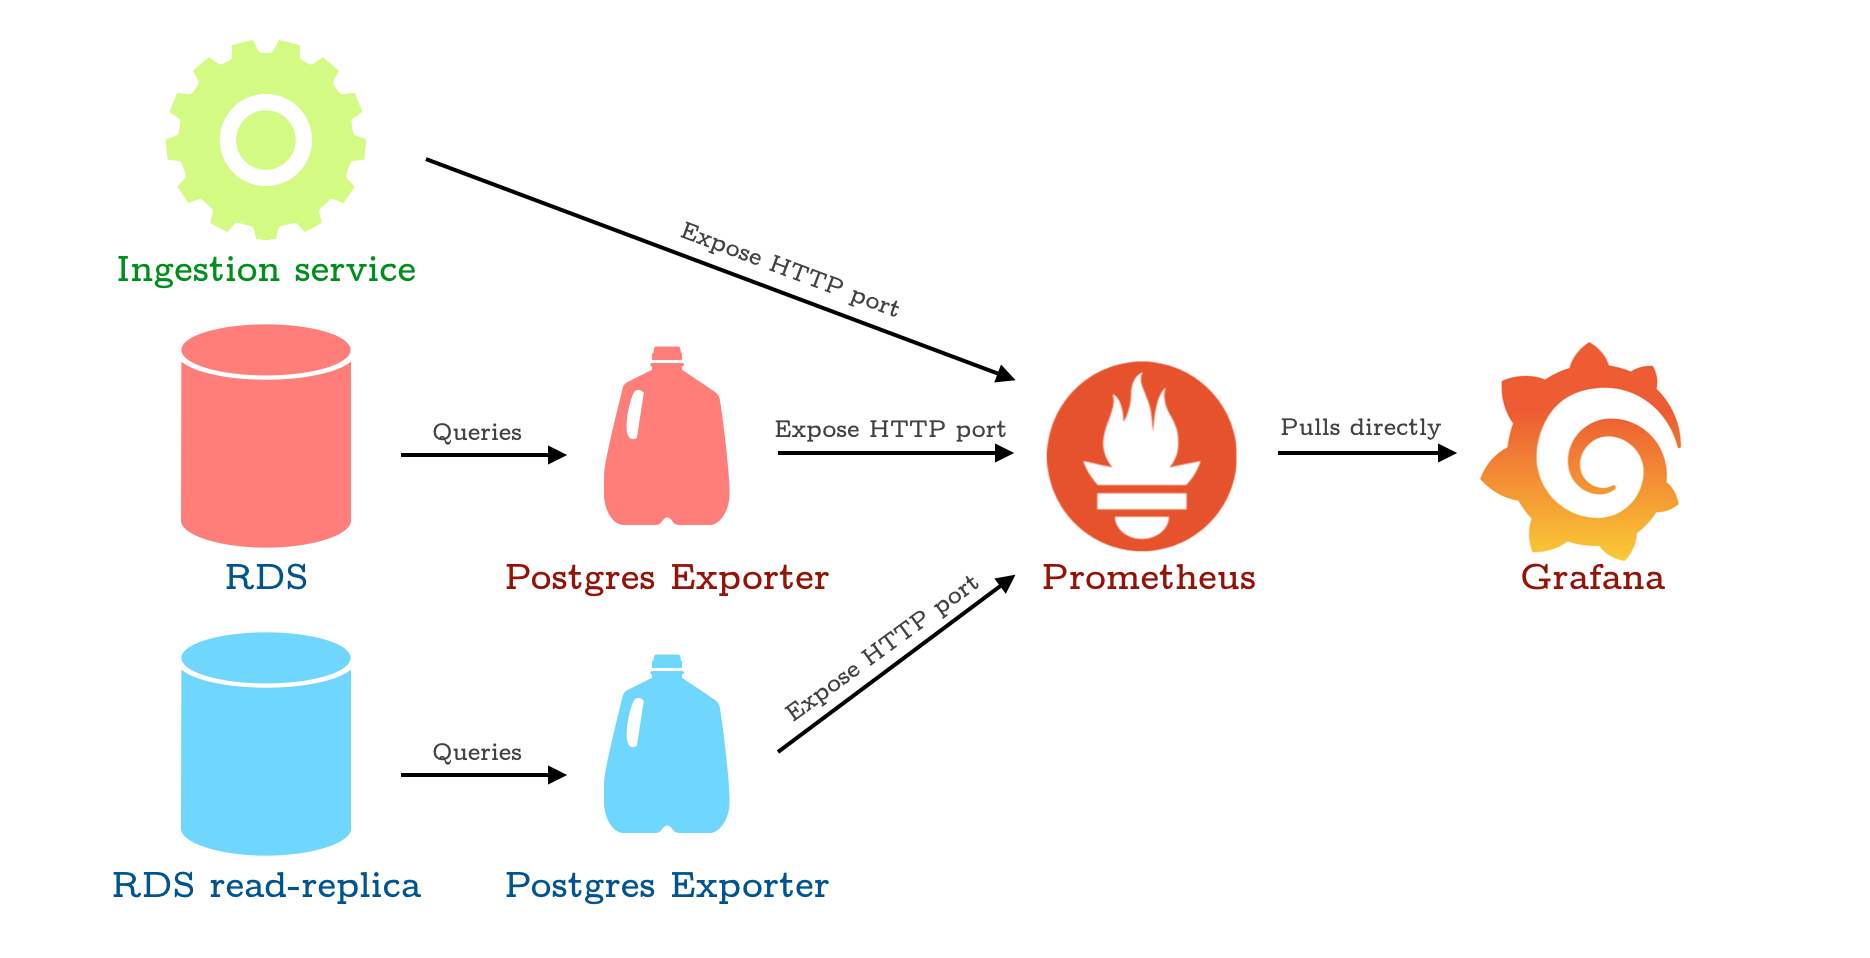 Expose HTTP port
Ingestion service
Queries
Expose HTTP port
Pulls directly
RDS
Postgres Exporter
Prometheus
Grafana
Expose HTTP port
Queries
RDS read-replica
Postgres Exporter